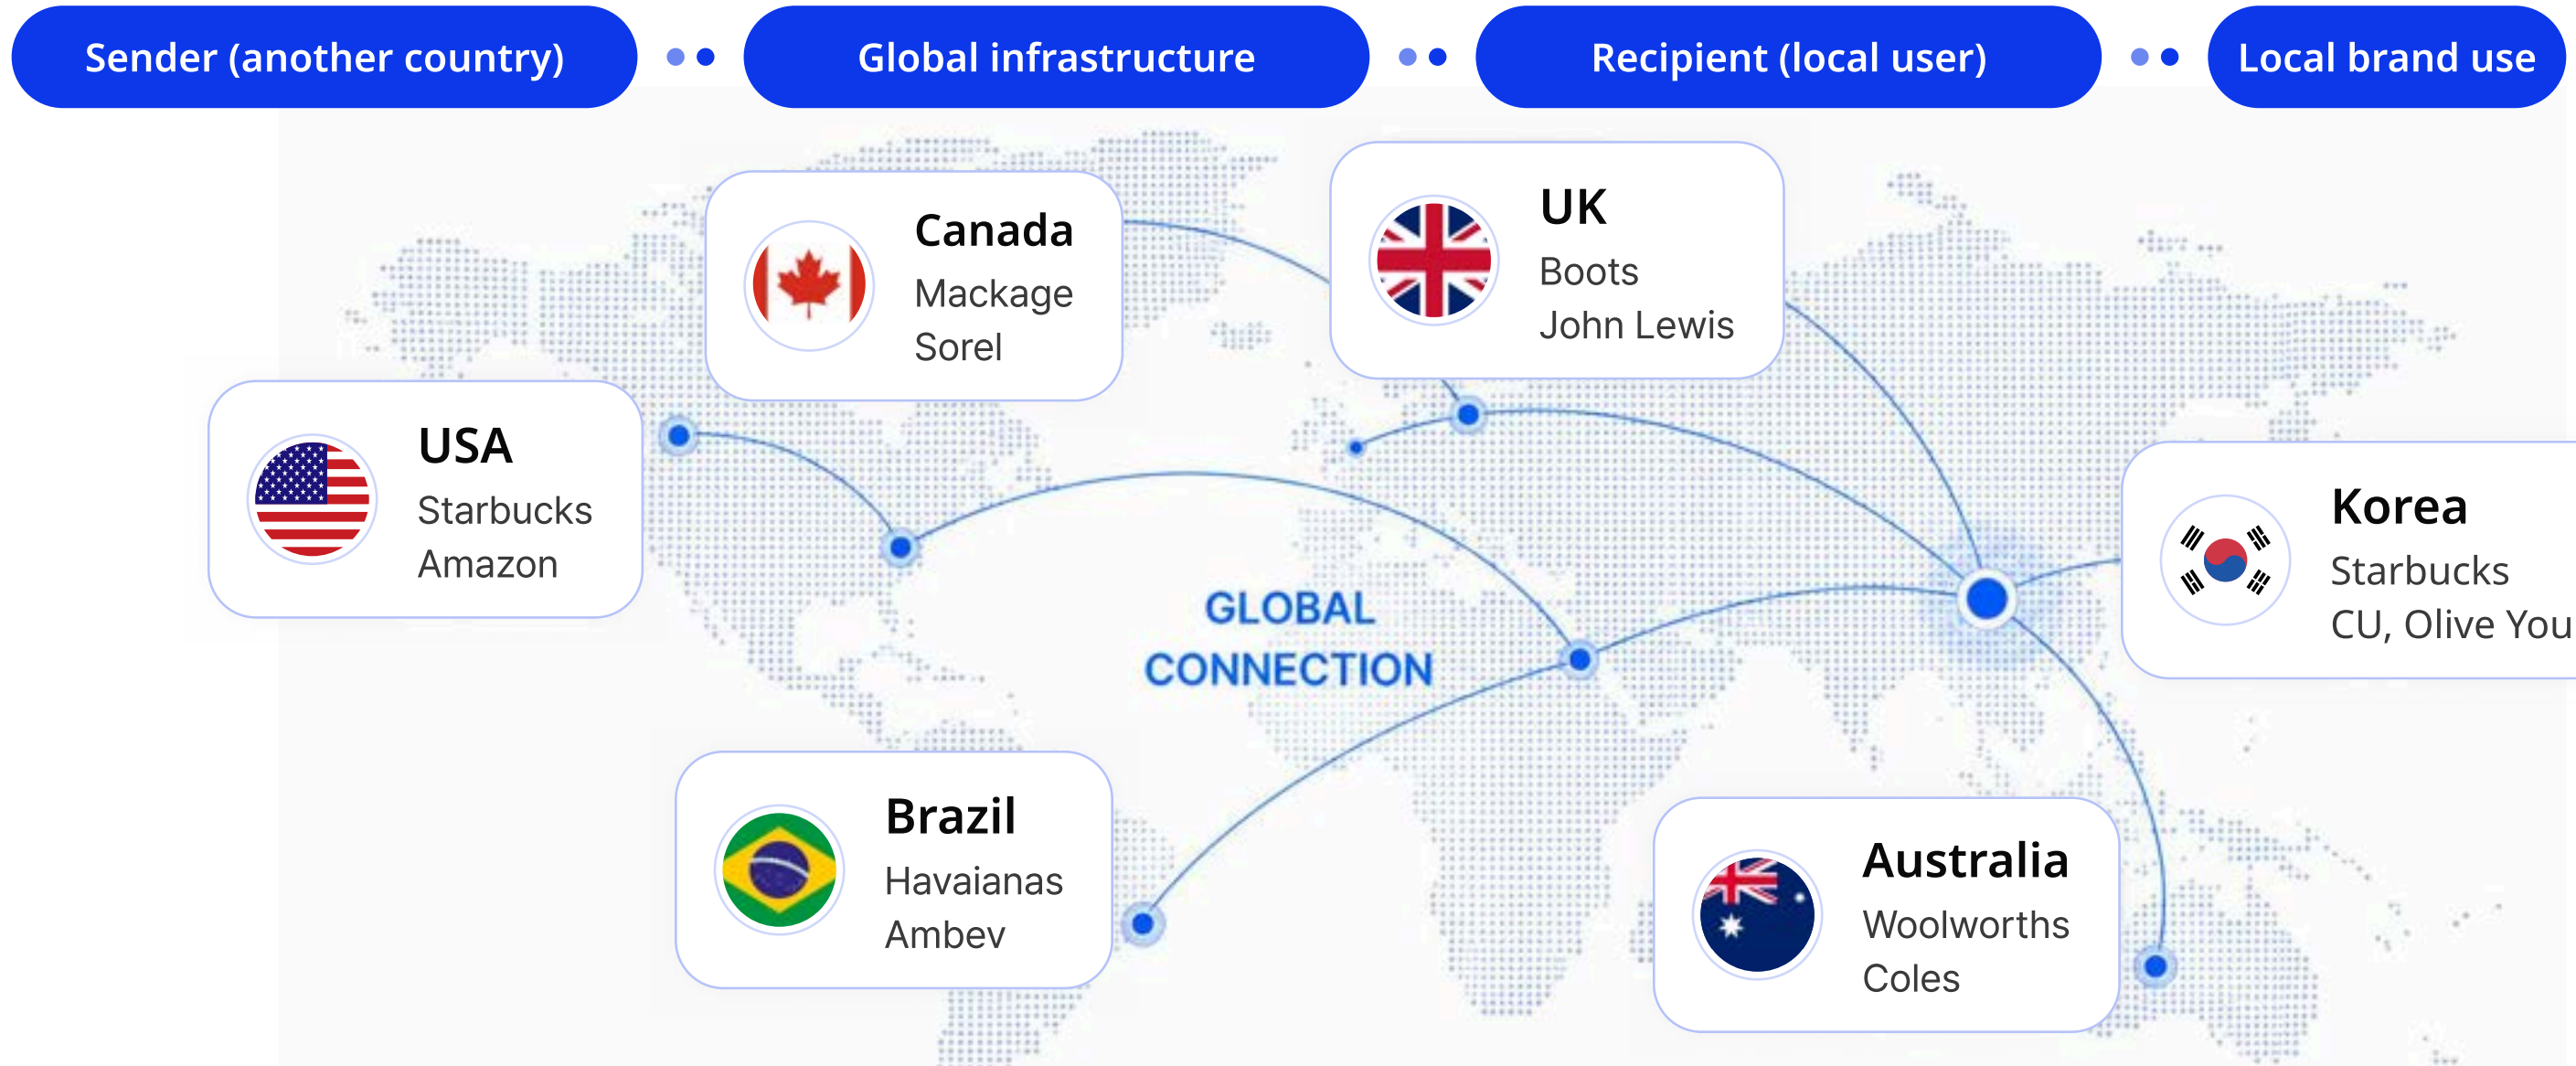 Sender (another country)
Global infrastructure
Recipient (local user)
Local brand use
Canada
Mackage
Sorel
UK
Boots
John Lewis
USA
Starbucks
Amazon
Korea
Starbucks
CU, Olive You
GLOBAL
CONNECTION
Brazil
Havaianas
Ambev
Australia
Woolworths
Coles